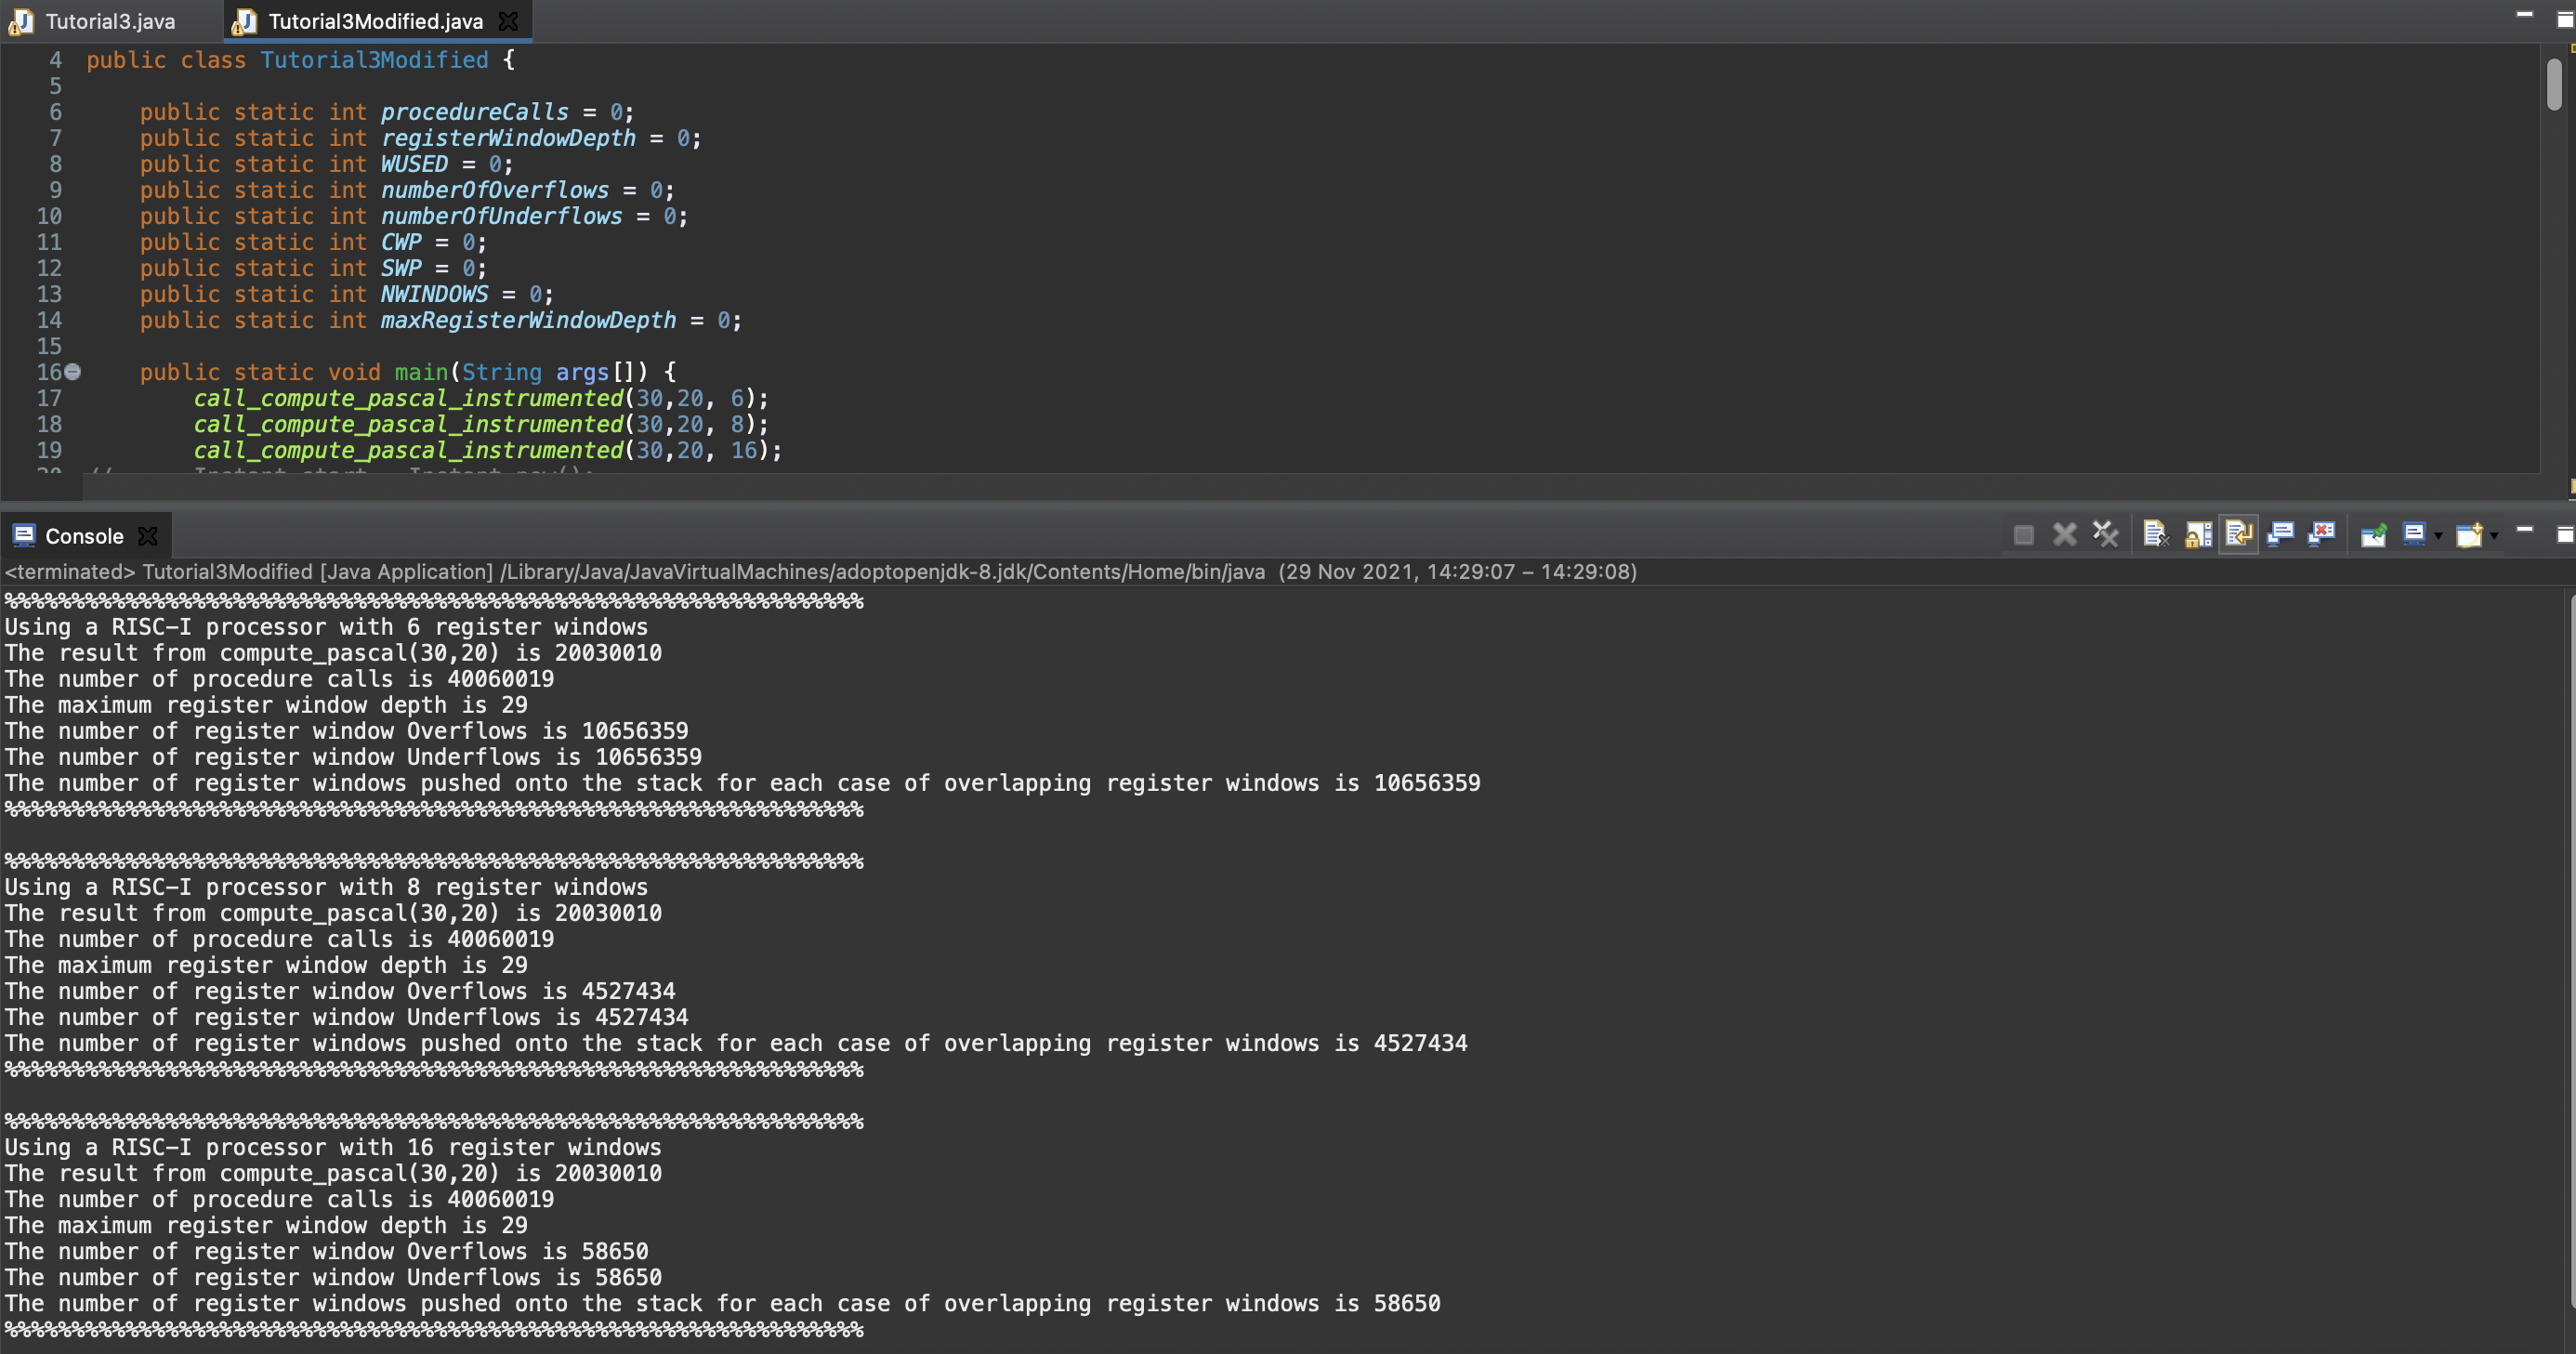 Tutorial3.java
Tutorial3Modified.java
4 public class Tutorial3Modified {
5
6 public static int procedureCalls = 0;
7 public static int registerWindowDepth = 0;
8 public static int WUSED = 0;
9 public static int numberOfOverflows = 0;
10 public static int numberOfUnderflows = 0;
11 public static int CWP = 0;
12 public static int SWP = 0;
13 public static int NWINDOWS = 0;
14 public static int maxRegisterWindowDepth = 0;
15
16 public static void main(String args[]) {
17 call_compute_pascal_instrumented(30,20, 6);
18 call_compute_pascal_instrumented(30,20, 8);
19 call_compute_pascal_instrumented(30,20, 16);
Console
<terminated> Tutorial3Modified [Java Application] /Library/Java/JavaVirtualMachines/adoptopenjdk-8.jdk/Contents/Home/bin/java (29 Nov 2021, 14:29:07 – 14:29:08)
%%%%%%%%%%%%%%%%%%%%%%%%%%%%%%%%%%%%%%%%%%%%%%%%%%%%%%%%%%%%%%%%
Using a RISC-I processor with 6 register windows
The result from compute_pascal(30,20) is 20030010
The number of procedure calls is 40060019
The maximum register window depth is 29
The number of register window Overflows is 10656359
The number of register window Underflows is 10656359
The number of register windows pushed onto the stack for each case of overlapping register windows is 10656359
%%%%%%%%%%%%%%%%%%%%%%%%%%%%%%%%%%%%%%%%%%%%%%%%%%%%%%%%%%%%%%%%
%%%%%%%%%%%%%%%%%%%%%%%%%%%%%%%%%%%%%%%%%%%%%%%%%%%%%%%%%%%%%%%%
Using a RISC-I processor with 8 register windows
The result from compute_pascal(30,20) is 20030010
The number of procedure calls is 40060019
The maximum register window depth is 29
The number of register window Overflows is 4527434
The number of register window Underflows is 4527434
The number of register windows pushed onto the stack for each case of overlapping register windows is 4527434
%%%%%%%%%%%%%%%%%%%%%%%%%%%%%%%%%%%%%%%%%%%%%%%%%%%%%%%%%%%%%%%%
%%%%%%%%%%%%%%%%%%%%%%%%%%%%%%%%%%%%%%%%%%%%%%%%%%%%%%%%%%%%%%%%
Using a RISC-I processor with 16 register windows
The result from compute_pascal(30,20) is 20030010
The number of procedure calls is 40060019
The maximum register window depth is 29
The number of register window Overflows is 58650
The number of register window Underflows is 58650
The number of register windows pushed onto the stack for each case of overlapping register windows is 58650
%%%%%%%%%%%%%%%%%%%%%%%%%%%%%%%%%%%%%%%%%%%%%%%%%%%%%%%%%%%%%%%%